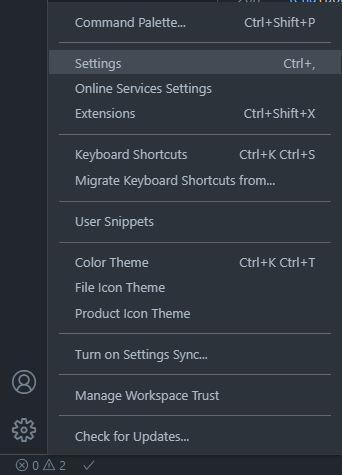 Command Palette... Ctrl+Shift+P
Settings Ctrl+,
Online Services Settings
Extensions Ctrl+Shift+X
Keyboard Shortcuts Ctrl+K Ctrl+S
Migrate Keyboard Shortcuts from...
User Snippets
Color Theme Ctrl+K Ctrl+T
File Icon Theme
Product Icon Theme
Turn on Settings Sync...
Manage Workspace Trust
Check for Updates...
0 2